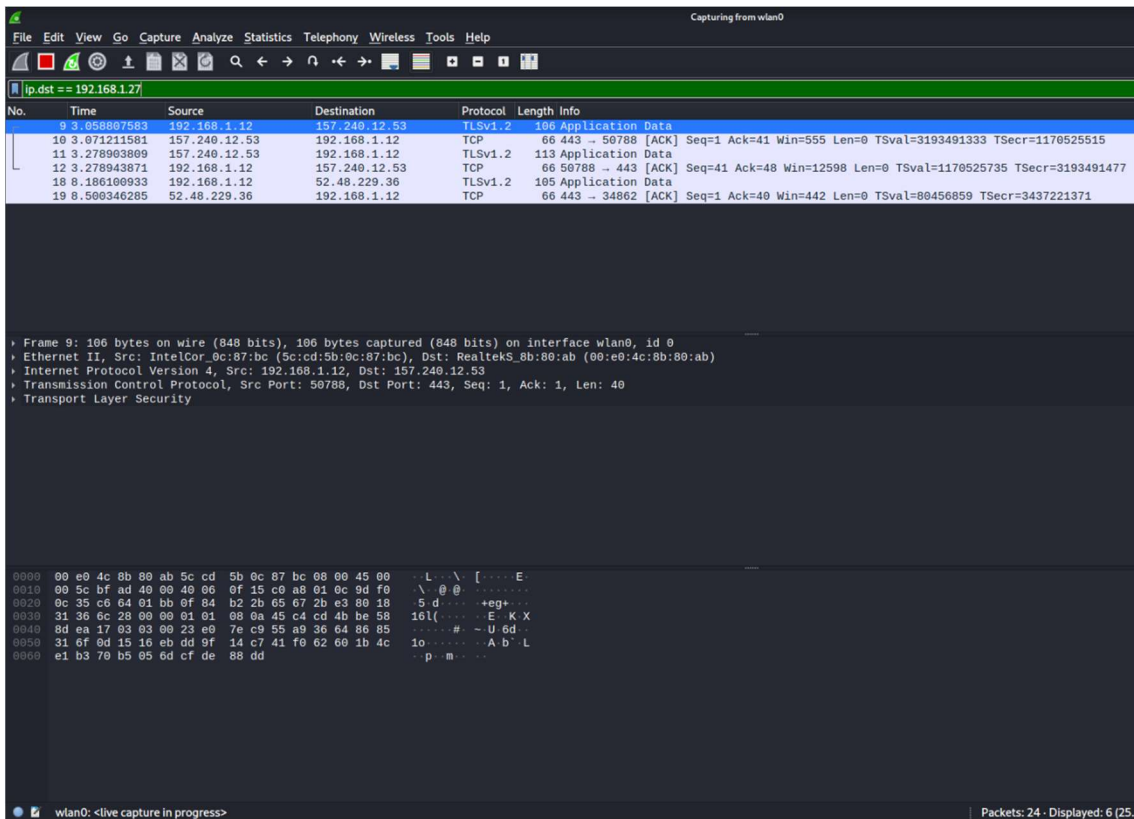 Capturing from wlan0
File Edit View Go Capture Analyze Statistics Telephony Wireless Tools Help
ip.dst == 192.168.1.27
No. Time Source Destination Protocol Length Info
9 3.058807583 192.168.1.12 157.240.12.53 TLSv1.2 106 Application Data
10 3.071211581 157.240.12.53 192.168.1.12 TCP 66 443 → 50788 [ACK] Seq=1 Ack=41 Win=555 Len=0 TSval=3193491333 TSecr=1170525515
11 3.278903809 157.240.12.53 192.168.1.12 TLSv1.2 113 Application Data
12 3.278943871 192.168.1.12 157.240.12.53 TCP 66 50788 → 443 [ACK] Seq=41 Ack=48 Win=12598 Len=0 TSval=1170525735 TSecr=3193491477
18 8.186100933 192.168.1.12 52.48.229.36 TLSv1.2 105 Application Data
19 8.500346285 52.48.229.36 192.168.1.12 TCP 66 443 → 34862 [ACK] Seq=1 Ack=40 Win=442 Len=0 TSval=80456859 TSecr=3437221371
Frame 9: 106 bytes on wire (848 bits), 106 bytes captured (848 bits) on interface wlan0, id 0
Ethernet II, Src: IntelCor_0c:87:bc (5c:cd:5b:0c:87:bc), Dst: RealtekS_8b:80:ab (00:e0:4c:8b:80:ab)
Internet Protocol Version 4, Src: 192.168.1.12, Dst: 157.240.12.53
Transmission Control Protocol, Src Port: 50788, Dst Port: 443, Seq: 1, Ack: 1, Len: 40
Transport Layer Security
0000 00 e0 4c 8b 80 ab 5c cd 5b 0c 87 bc 08 00 45 00 ··L···\· [·····E·
0010 00 5c bf ad 40 00 40 06 0f 15 c0 a8 01 0c 9d f0 ·\··@·@· ········
0020 0c 35 c6 64 01 bb 0f 84 b2 2b 65 67 2b e3 80 18 ·5·d···· ·+eg+···
0030 31 36 6c 28 00 00 01 01 08 0a 45 c4 cd 4b be 58 16l(···· ··E··K·X
0040 8d ea 17 03 03 00 23 e0 7e c9 55 a9 36 64 86 85 ······#· ~·U·6d··
0050 31 6f 0d 15 16 eb dd 9f 14 c7 41 f0 62 60 1b 4c 1o······ ··A·b`·L
0060 e1 b3 70 b5 05 6d cf de 88 dd ··p··m·· ··
wlan0: <live capture in progress> Packets: 24 · Displayed: 6 (25.